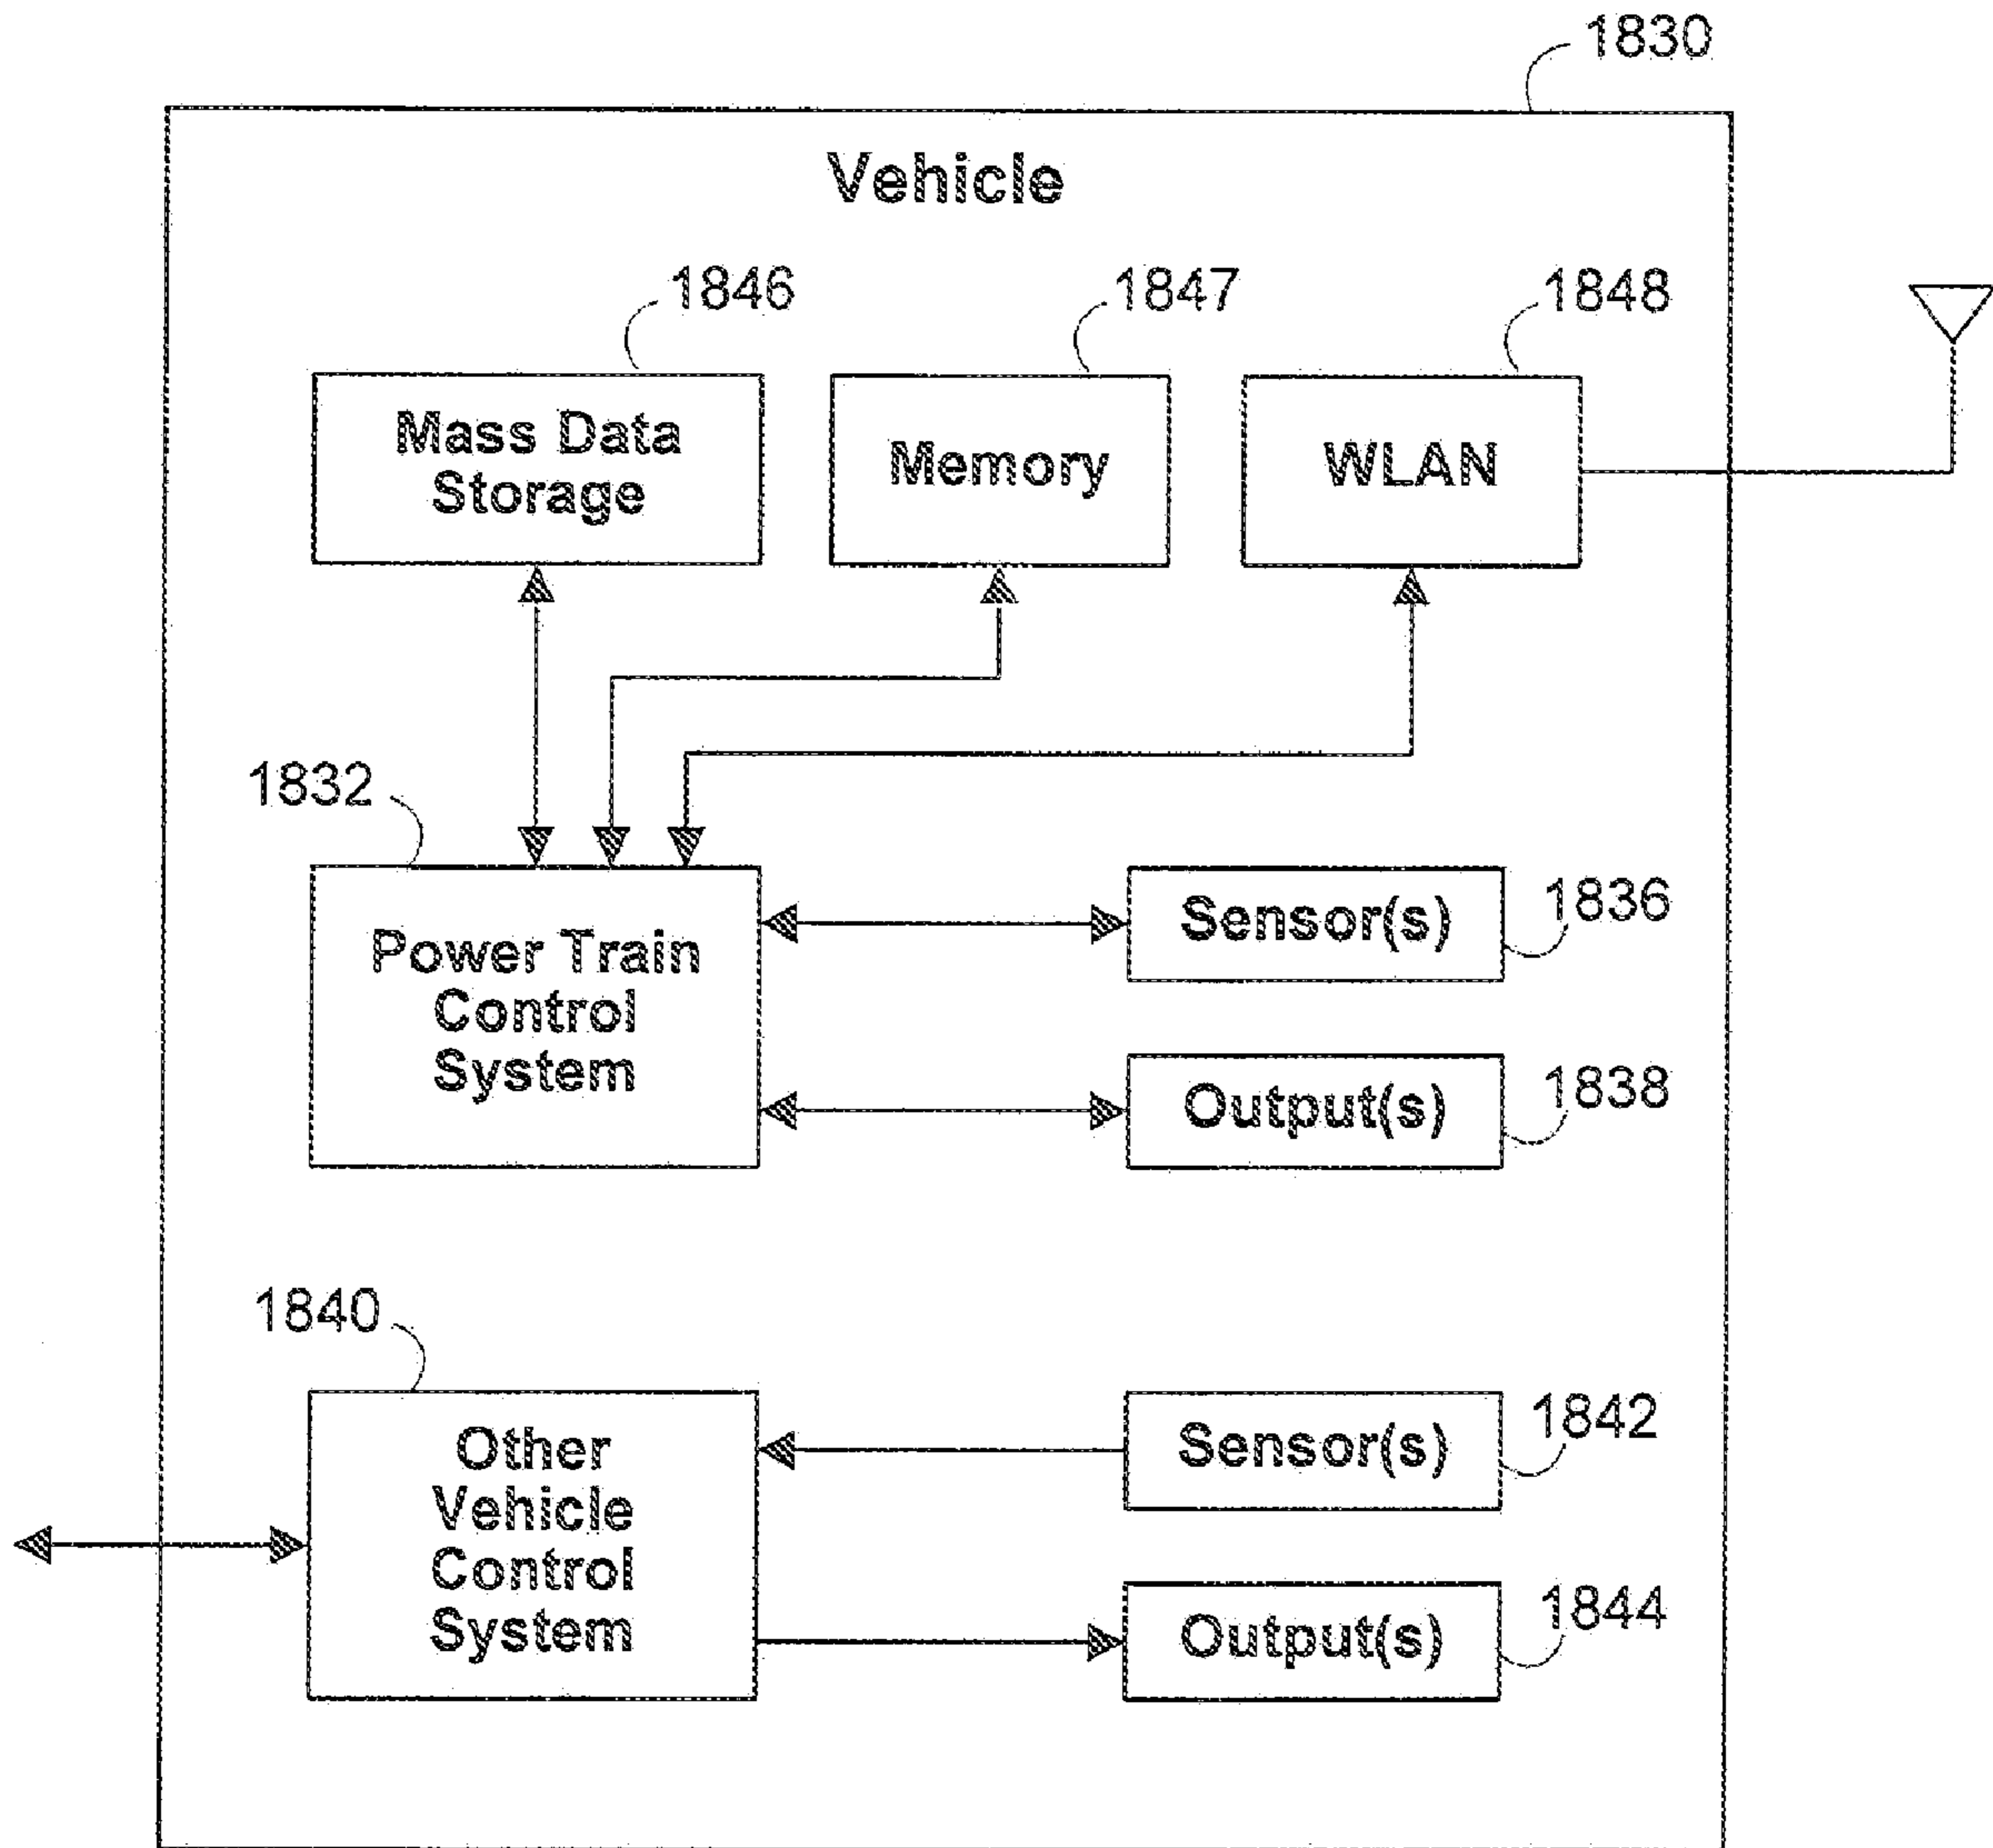 1830
Vehicle
1846
1847
1848
Mass Data
Storage
Memory
WLAN
1832
Power Train
Control
System
Sensor(s)
1836
Output(s)
1838
1840
Other
Vehicle
Control
System
Sensor(s)
1842
Output(s)
1844